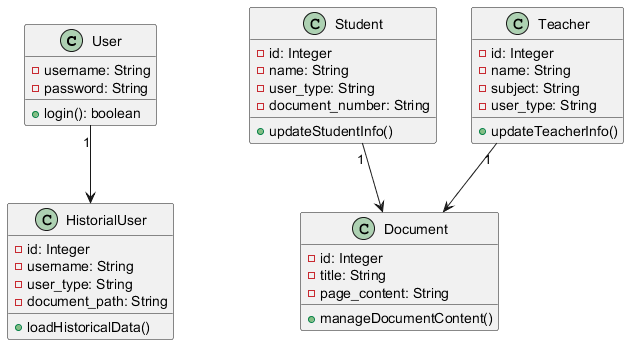 C User
username: String
password: String
login(): boolean
1
C HistorialUser
id: Integer
username: String
user_type: String
document_path: String
loadHistoricalData()
C Student
id: Integer
name: String
user_type: String
document_number: String
updateStudentInfo()
1
C Teacher
id: Integer
name: String
subject: String
user_type: String
updateTeacherInfo()
1
C Document
id: Integer
title: String
page_content: String
manageDocumentContent()